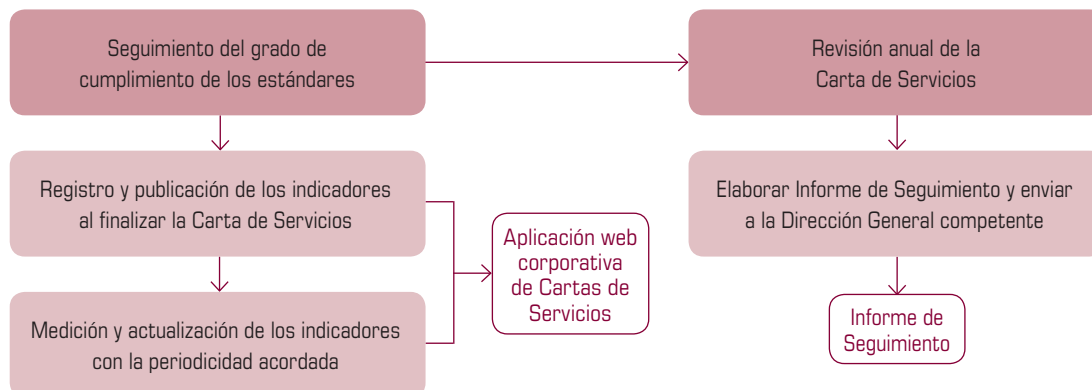 Seguimiento del grado de
cumplimiento de los estándares
Revisión anual de la
Carta de Servicios
Registro y publicación de los indicadores
al finalizar la Carta de Servicios
Elaborar Informe de Seguimiento y enviar
a la Dirección General competente
Aplicación web
corporativa
de Cartas de
Servicios
Medición y actualización de los indicadores
con la periodicidad acordada
Informe de
Seguimiento